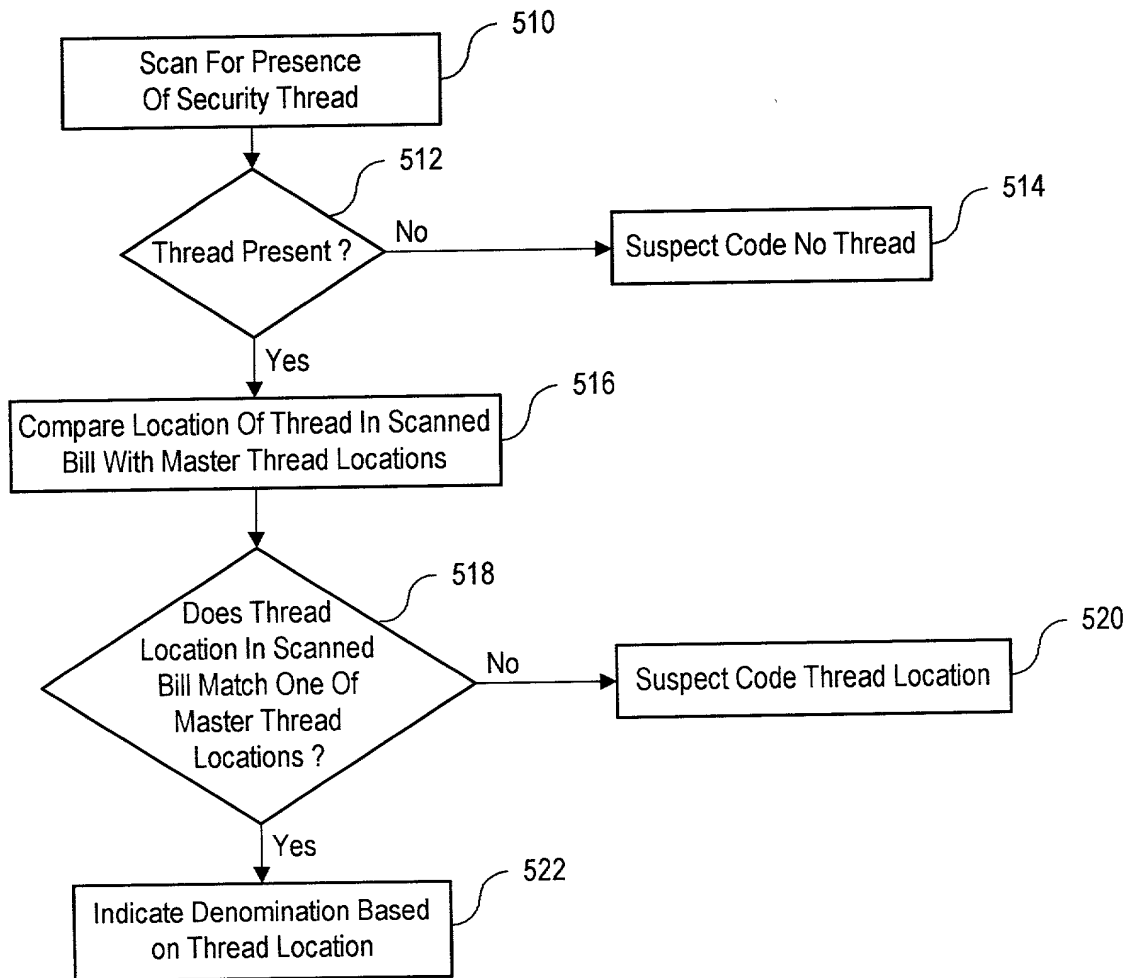 510
Scan For Presence
Of Security Thread
512
Thread Present ?
No
514
Suspect Code No Thread
Yes
516
Compare Location Of Thread In Scanned
Bill With Master Thread Locations
518
Does Thread
Location In Scanned
Bill Match One Of
Master Thread
Locations ?
No
520
Suspect Code Thread Location
Yes
522
Indicate Denomination Based
on Thread Location